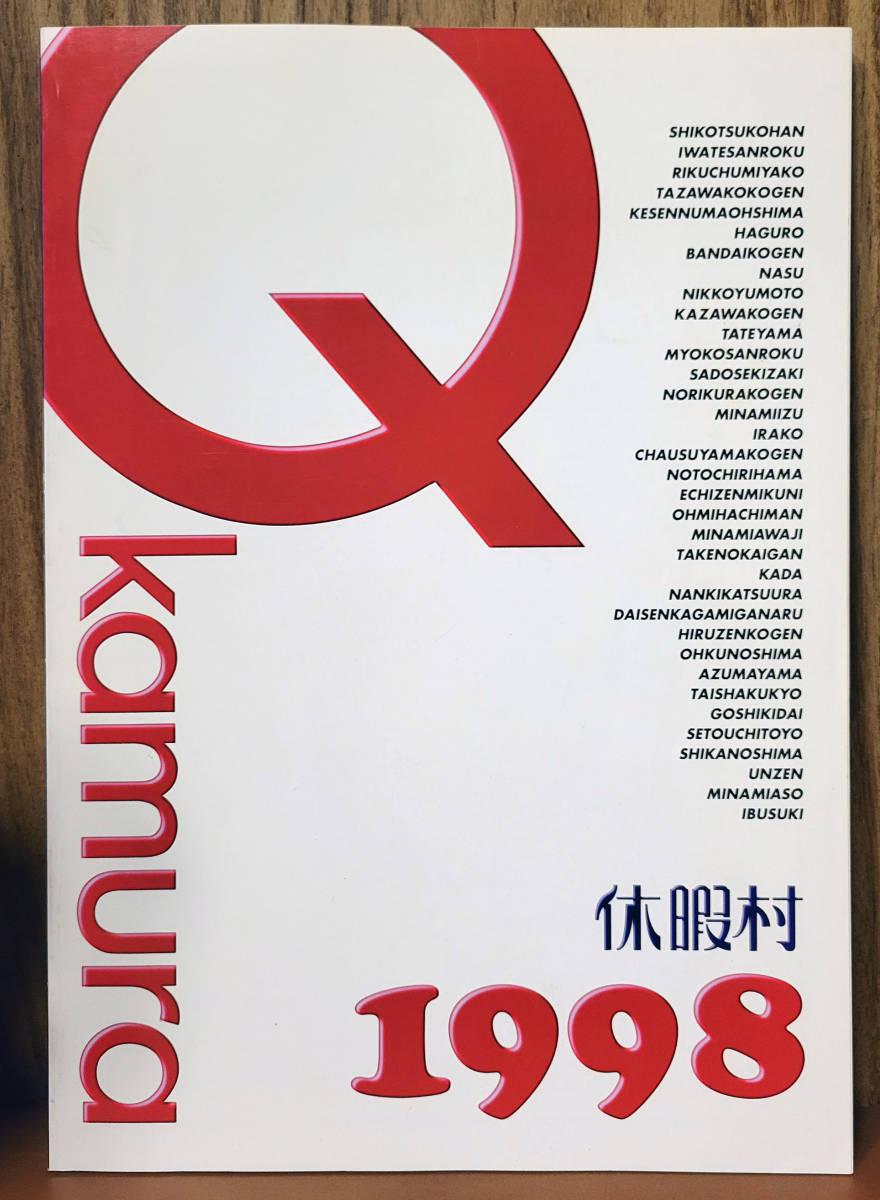 Q
kamura
SHIKOTSUKOHAN
IWATESANROKU
RIKUCHUMIYAKO
TAZAWAKOKOGEN
KESENNUMAOHSHIMA
HAGURO
BANDAIKOGEN
NASU
NIKKOYUMOTO
KAZAWAKOGEN
TATEYAMA
MYOKOSANROKU
SADOSEKIZAKI
NORIKURAKOGEN
MINAMIIZU
IRAKO
CHAUSUYAMAKOGEN
NOTOCHIRIHAMA
ECHIZENMIKUNI
OHMIHACHIMAN
MINAMIAWAJI
TAKENOKAIGAN
KADA
NANKIKATSUURA
DAISENKAGAMIGANARU
HIRUZENKOGEN
OHKUNOSHIMA
AZUMAYAMA
TAISHAKUKYO
GOSHIKIDAI
SETOUCHITOYO
SHIKANOSHIMA
UNZEN
MINAMIASO
IBUSUKI
休暇村
1998